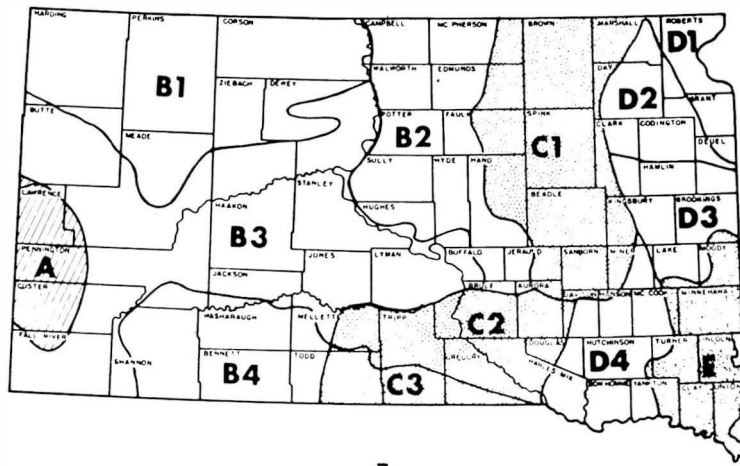 HARDING PERKINS CORSON CAMPBELL MC PHERSON BROWN MARSHALL ROBERTS
D1
B1
WALWORTH EDMUNDS DAY
ZIEBACH DEWEY
D2 GRANT
BUTTE POTTER FAULK SPINK
MEADE B2 C1 CLARK CODINGTON
DEUEL
SULLY HYDE HAND HAMLIN
STANLEY
LAWRENCE HAAKON HUGHES BEADLE KINGSBURY BROOKINGS
B3 D3
PENNINGTON JONES LYMAN BUFFALO JERAULD SANBORN MINER LAKE MOODY
A
JACKSON
CUSTER BRULE AURORA MC COOK MINNEHAHA
MELLETT TRIPP C2
FALL RIVER DOUGLAS HUTCHINSON TURNER LINCOLN
SHANNON BENNETT TODD GREGORY D4
B4 C3 CHARLES MIX
BON HOMME YANKTON CLAY UNION